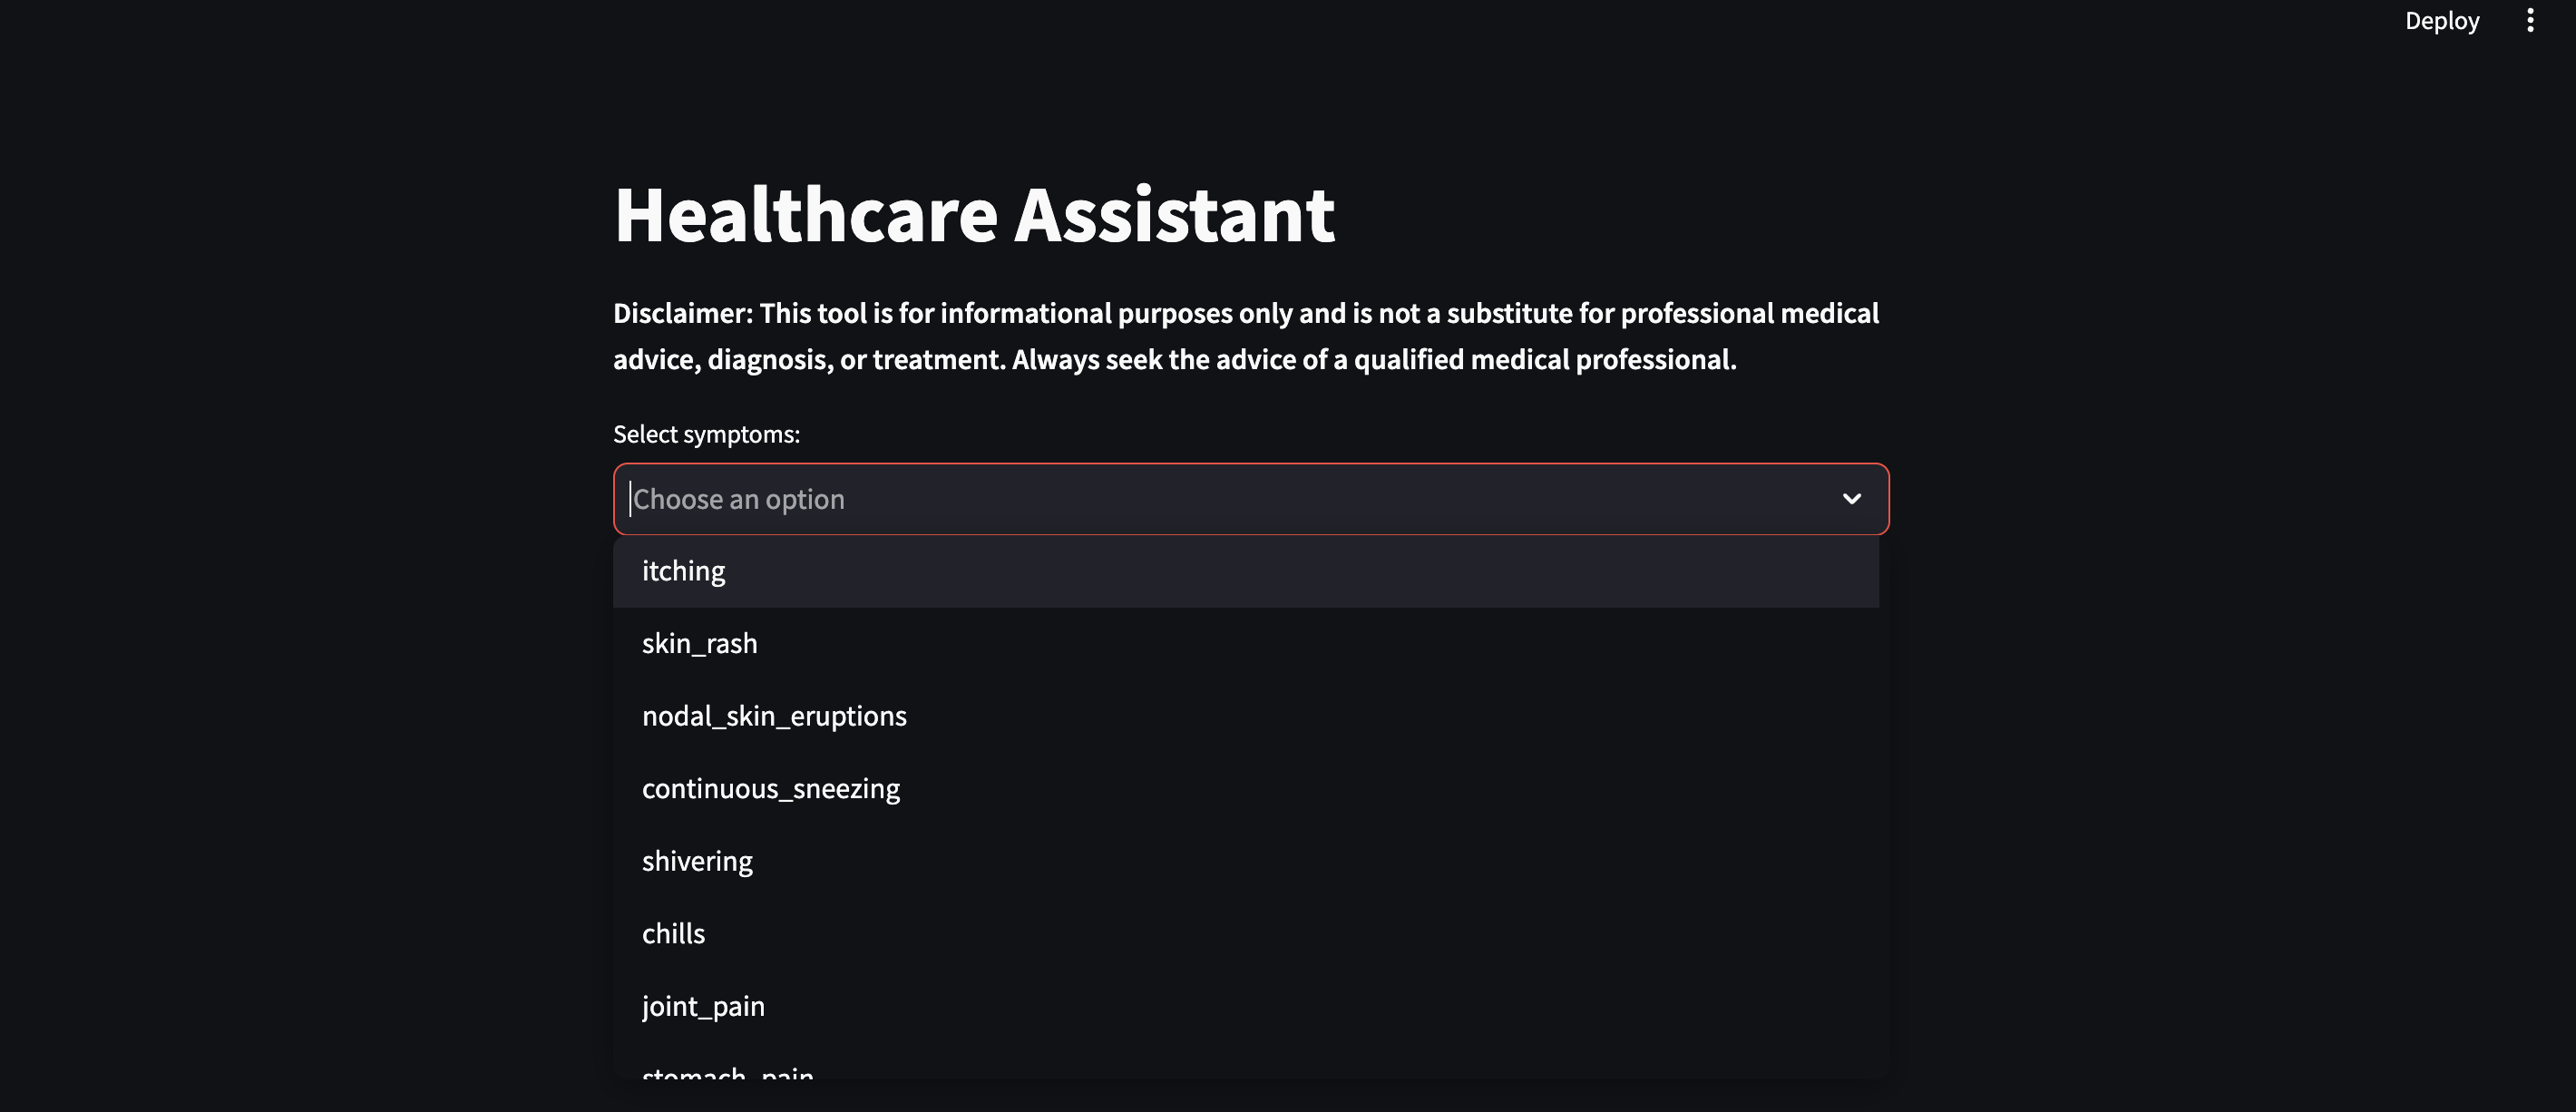 Deploy
Healthcare Assistant
Disclaimer: This tool is for informational purposes only and is not a substitute for professional medical
advice, diagnosis, or treatment. Always seek the advice of a qualified medical professional.
Select symptoms:
Choose an option
itching
skin_rash
nodal_skin_eruptions
continuous_sneezing
shivering
chills
joint_pain
stomach_pain